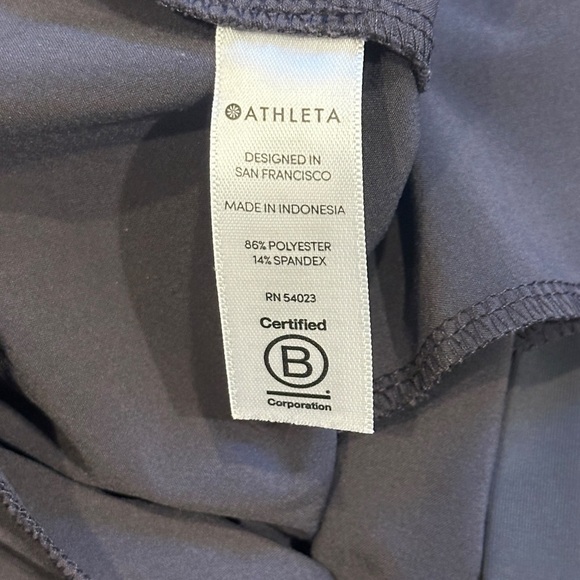 ATHLETA
DESIGNED IN
SAN FRANCISCO
MADE IN INDONESIA
86% POLYESTER
14% SPANDEX
RN 54023
Certified
B
Corporation